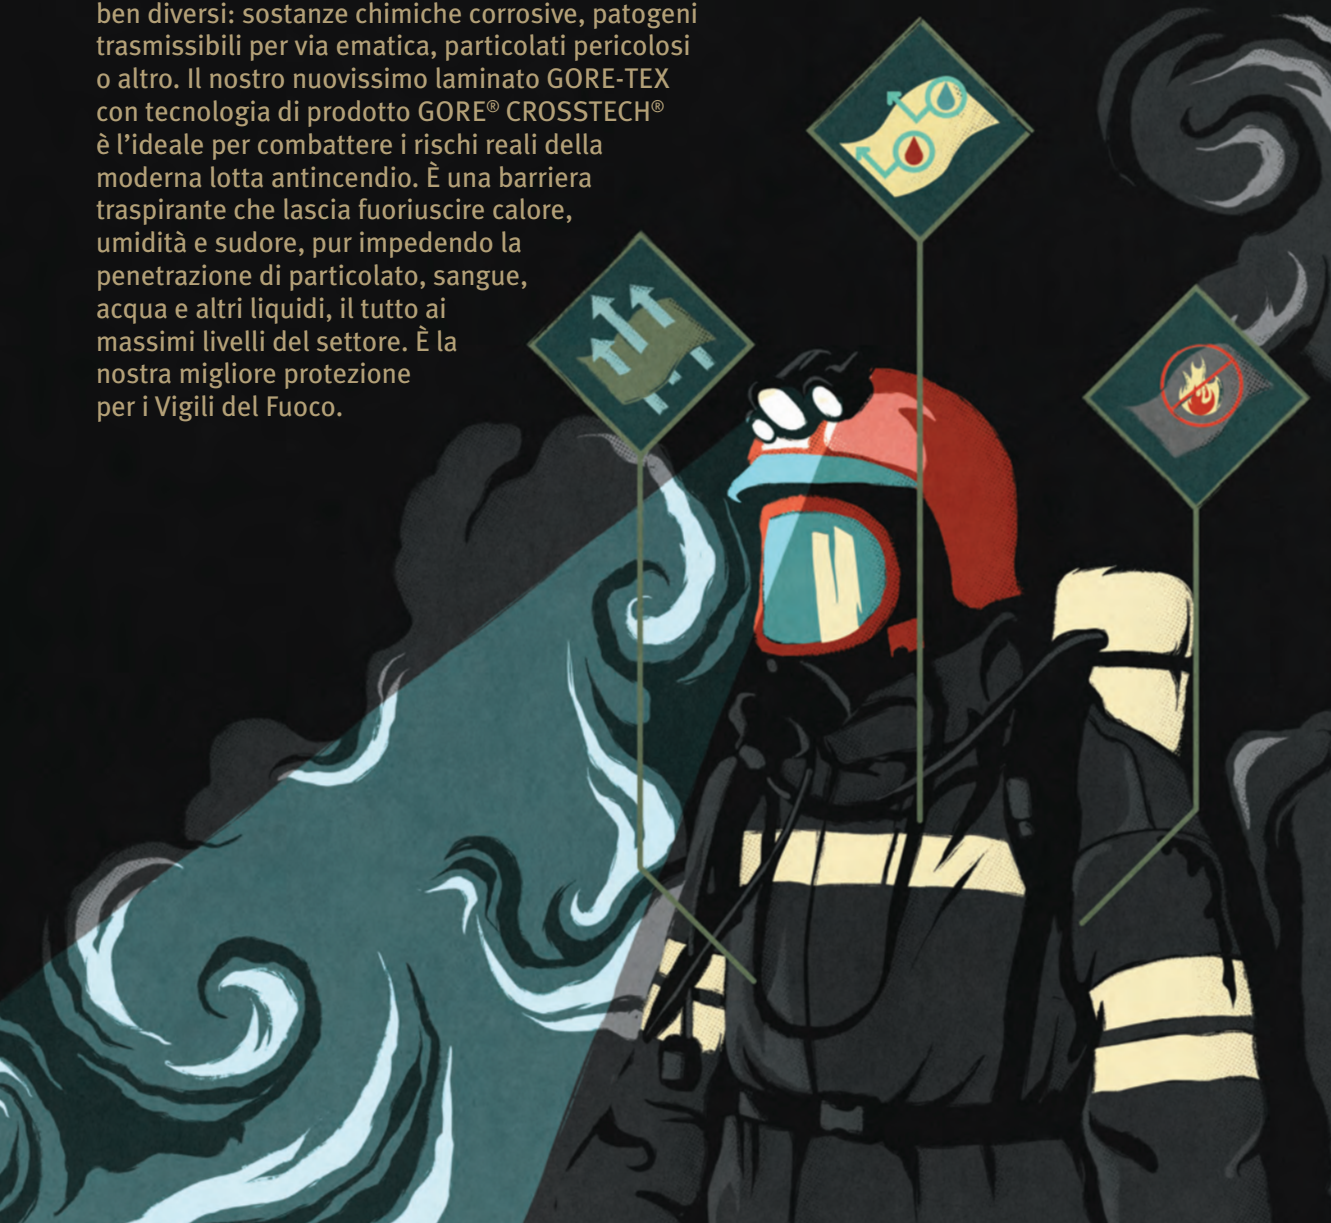 ben diversi: sostanze chimiche corrosive, patogeni
trasmissibili per via ematica, particolati pericolosi
o altro. Il nostro nuovissimo laminato GORE-TEX
con tecnologia di prodotto GORE® CROSSTECH®
è l’ideale per combattere i rischi reali della
moderna lotta antincendio. È una barriera
traspirante che lascia fuoriuscire calore,
umidità e sudore, pur impedendo la
penetrazione di particolato, sangue,
acqua e altri liquidi, il tutto ai
massimi livelli del settore. È la
nostra migliore protezione
per i Vigili del Fuoco.